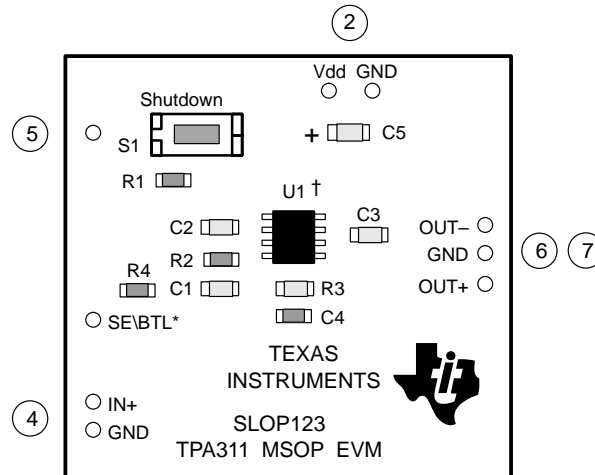 2
Vdd GND
Shutdown
5
S1
+
C5
R1
U1 †
C2
C3
OUT–
R2
GND
6 7
R4
C1
R3
OUT+
C4
SE\BTL*
TEXAS
INSTRUMENTS
4
IN+
GND
SLOP123
TPA311 MSOP EVM